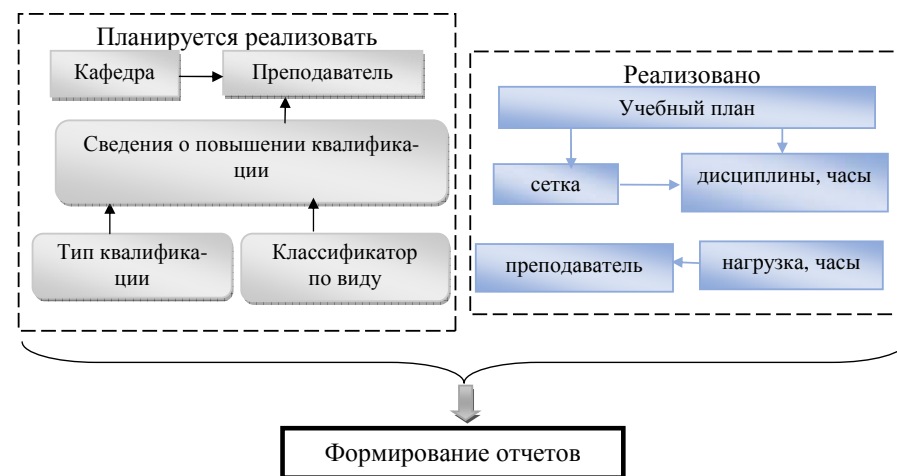 Планируется реализовать
Кафедра
Преподаватель
Сведения о повышении квалифика-
ции
Тип квалифика-
ции
Классификатор
по виду
Реализовано
Учебный план
сетка
дисциплины, часы
преподаватель
нагрузка, часы
Формирование отчетов